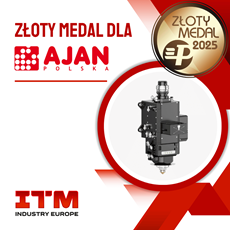 ZŁOTY MEDAL DLA
AJAN
POLSKA
ZŁOTY
MEDAL
2025
ITM
INDUSTRY EUROPE